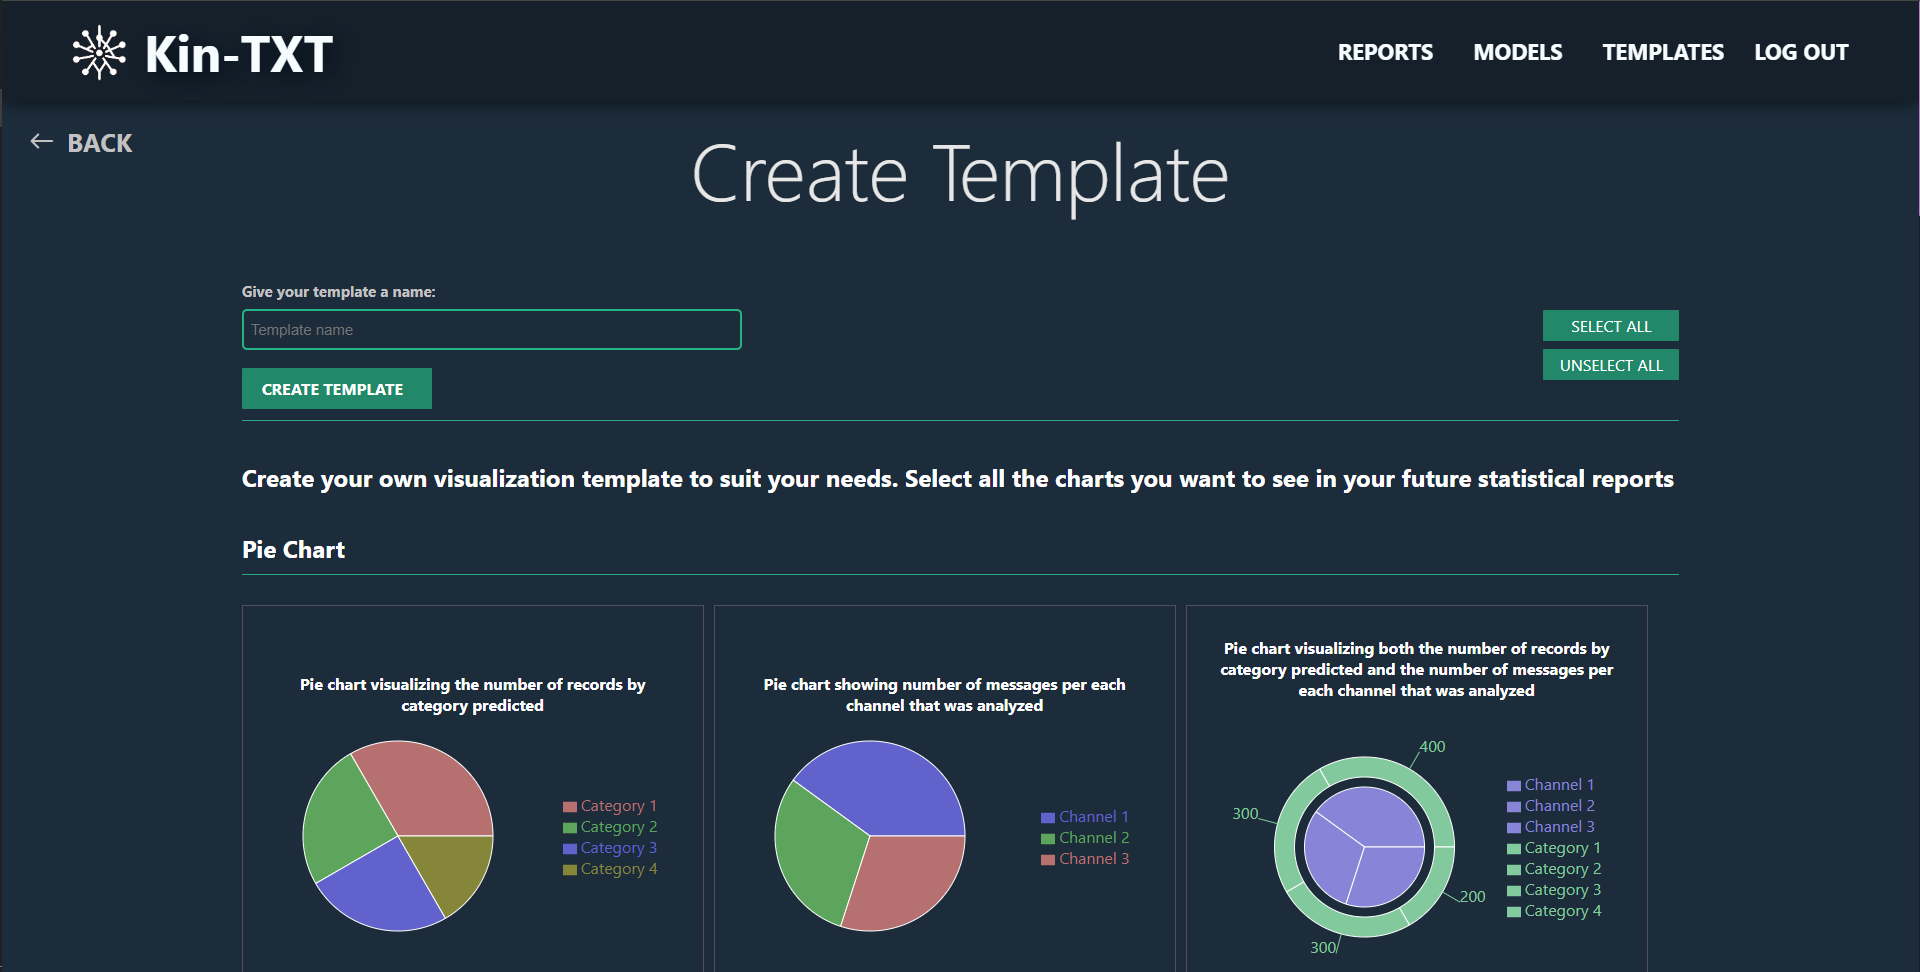 Kin-TXT
REPORTS MODELS TEMPLATES LOG OUT
BACK
Create Template
Give your template a name:
Template name
SELECT ALL
UNSELECT ALL
CREATE TEMPLATE
Create your own visualization template to suit your needs. Select all the charts you want to see in your future statistical reports
Pie Chart
Pie chart visualizing the number of records by
category predicted
Category 1
Category 2
Category 3
Category 4
Pie chart showing number of messages per each
channel that was analyzed
Channel 1
Channel 2
Channel 3
Pie chart visualizing both the number of records by
category predicted and the number of messages per
each channel that was analyzed
400
300
200
300
Channel 1
Channel 2
Channel 3
Category 1
Category 2
Category 3
Category 4